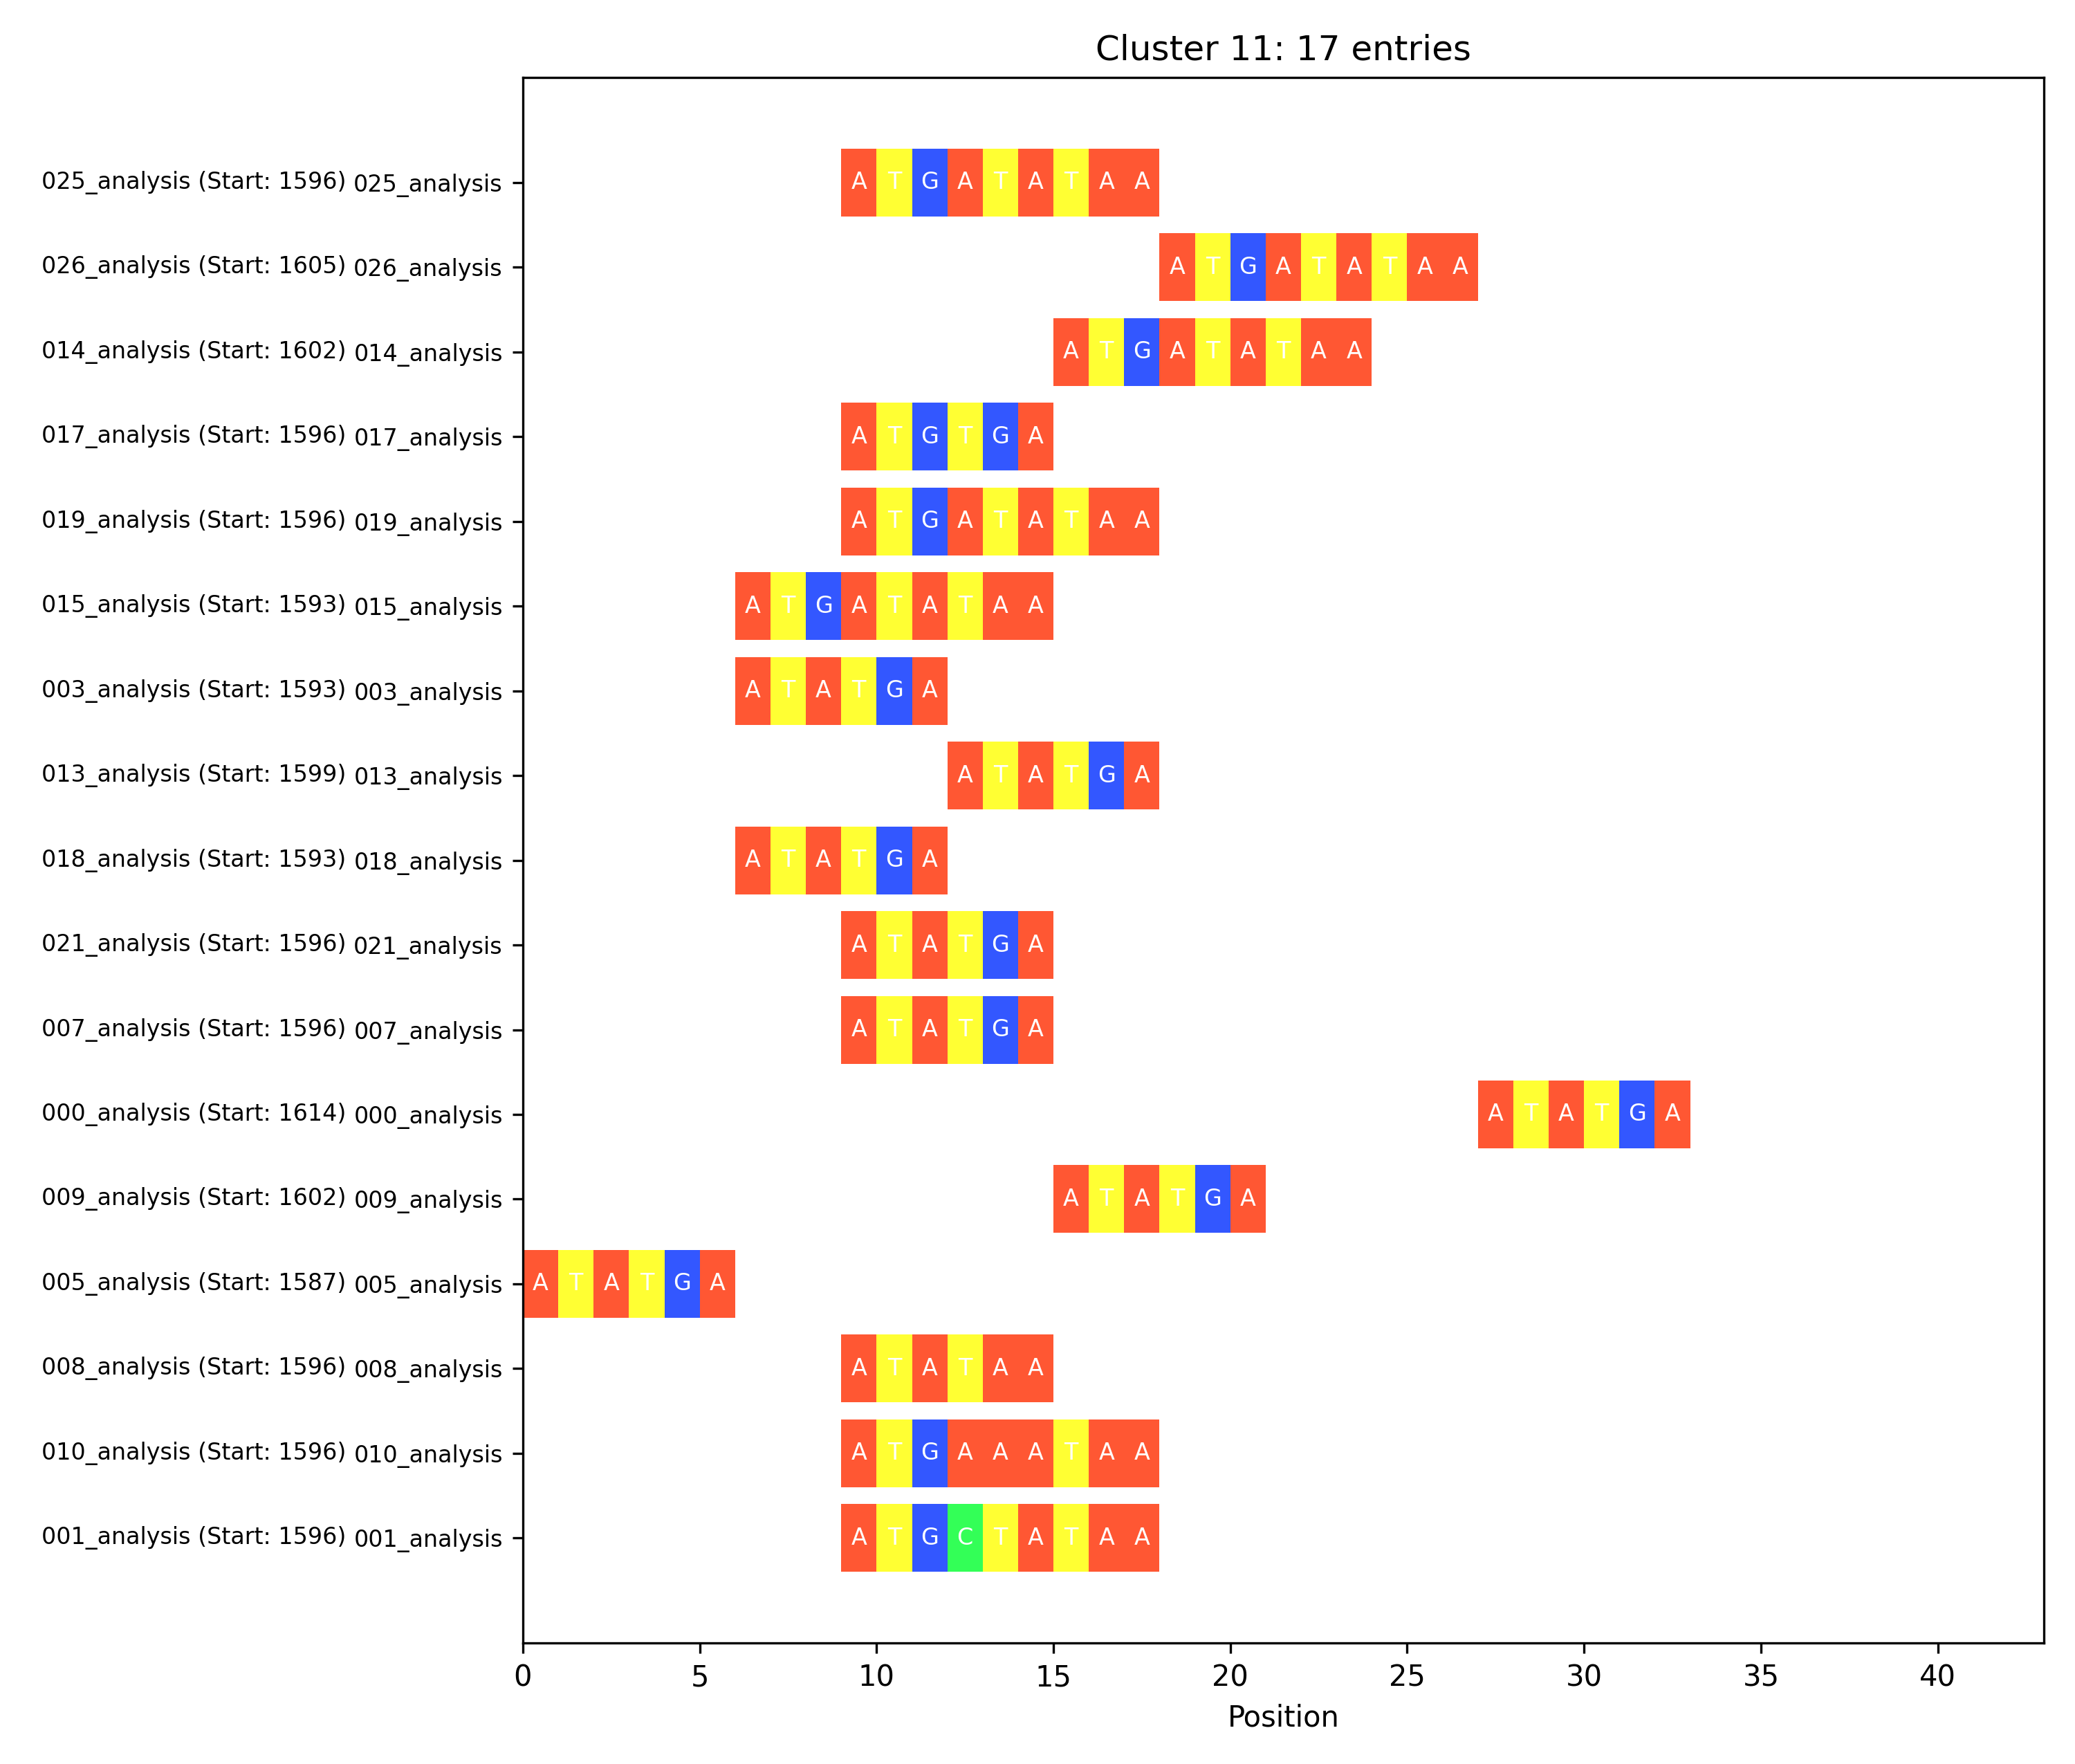 Cluster 11: 17 entries
025_analysis (Start: 1596) 025_analysis A T G A T A T A A
026_analysis (Start: 1605) 026_analysis A T G A T A T A A
014_analysis (Start: 1602) 014_analysis A T G A T A T A A
017_analysis (Start: 1596) 017_analysis A T G T G A
019_analysis (Start: 1596) 019_analysis A T G A T A T A A
015_analysis (Start: 1593) 015_analysis A T G A T A T A A
003_analysis (Start: 1593) 003_analysis A T A T G A
013_analysis (Start: 1599) 013_analysis A T A T G A
018_analysis (Start: 1593) 018_analysis A T A T G A
021_analysis (Start: 1596) 021_analysis A T A T G A
007_analysis (Start: 1596) 007_analysis A T A T G A
000_analysis (Start: 1614) 000_analysis A T A T G A
009_analysis (Start: 1602) 009_analysis A T A T G A
005_analysis (Start: 1587) 005_analysis A T A T G A
008_analysis (Start: 1596) 008_analysis A T A T A A
010_analysis (Start: 1596) 010_analysis A T G A A A T A A
001_analysis (Start: 1596) 001_analysis A T G C T A T A A
0 5 10 15 20 25 30 35 40
Position